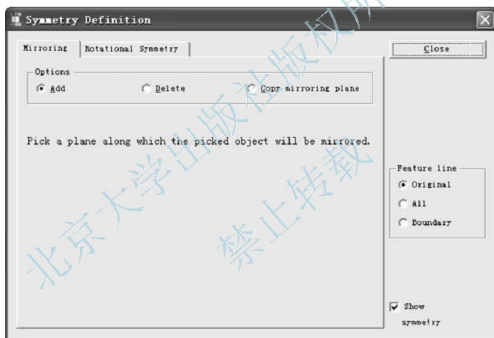 Symmetry Definition
Mirroring
Rotational Symmetry
Close
Options
Add
Delete
Copy mirroring plane
Pick a plane along which the picked object will be mirrored.
Feature line
Original
All
Boundary
Show
symmetry
北京大学出版社版权所
禁止转载